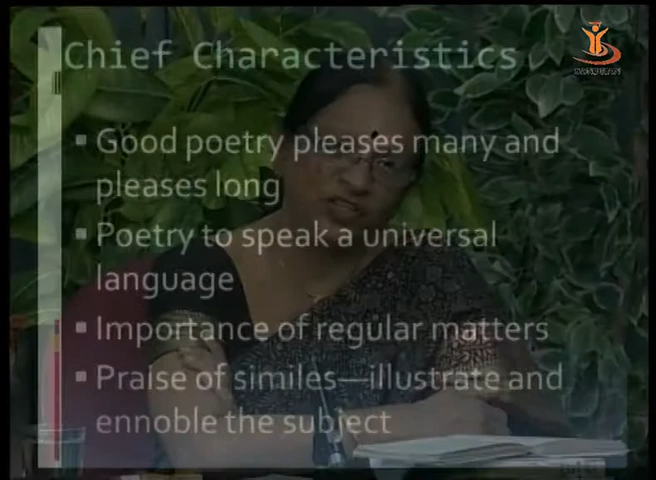 Chief Characteristics
▪ Good poetry pleases many and
pleases long
▪ Poetry to speak a universal
language
▪ Importance of regular matters
▪ Praise of similes—illustrate and
ennoble the subject